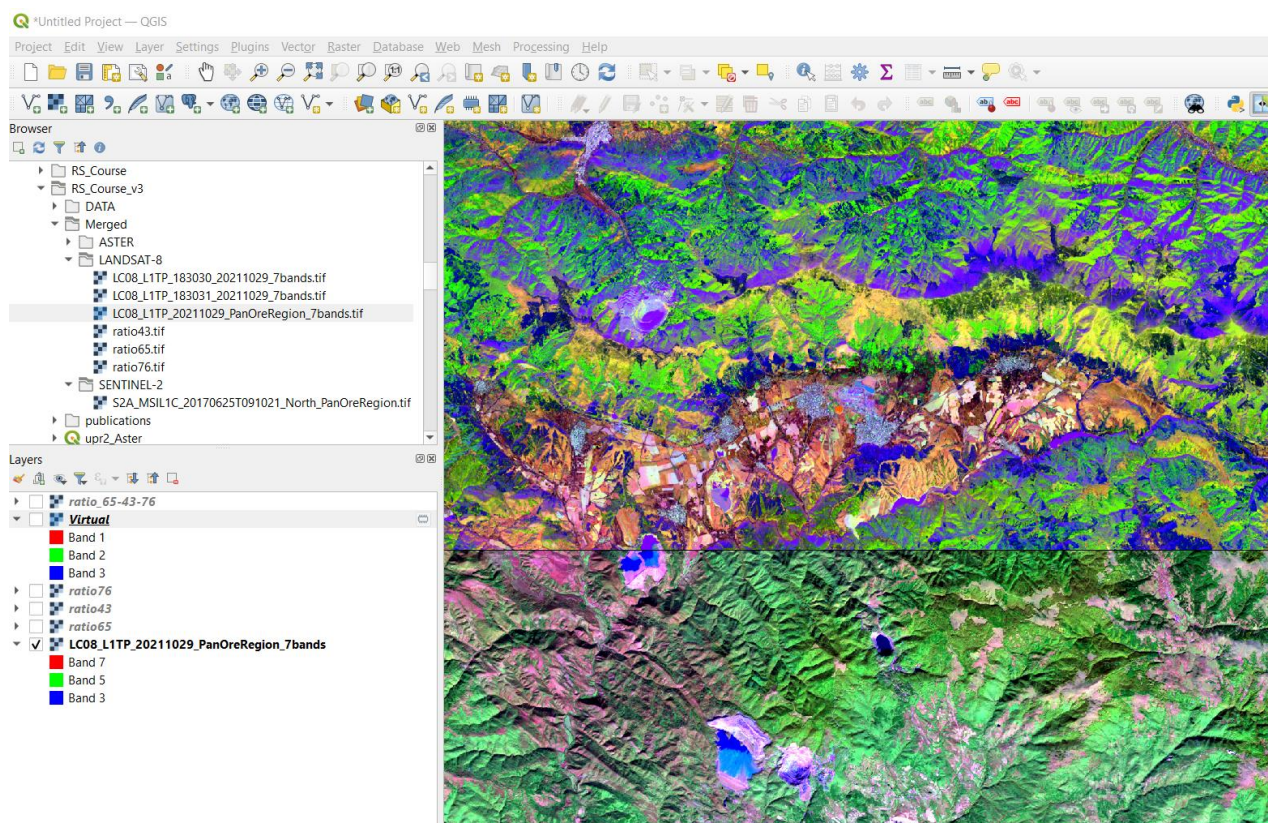 *Untitled Project — QGIS
Project Edit View Layer Settings Plugins Vector Raster Database Web Mesh Processing Help
Browser
RS_Course
RS_Course_v3
DATA
Merged
ASTER
LANDSAT-8
LC08_L1TP_183030_20211029_7bands.tif
LC08_L1TP_183031_20211029_7bands.tif
LC08_L1TP_20211029_PanOreRegion_7bands.tif
ratio43.tif
ratio65.tif
ratio76.tif
SENTINEL-2
S2A_MSIL1C_20170625T091021_North_PanOreRegion.tif
publications
upr2_Aster
Layers
ratio_65-43-76
Virtual
Band 1
Band 2
Band 3
ratio76
ratio43
ratio65
LC08_L1TP_20211029_PanOreRegion_7bands
Band 7
Band 5
Band 3